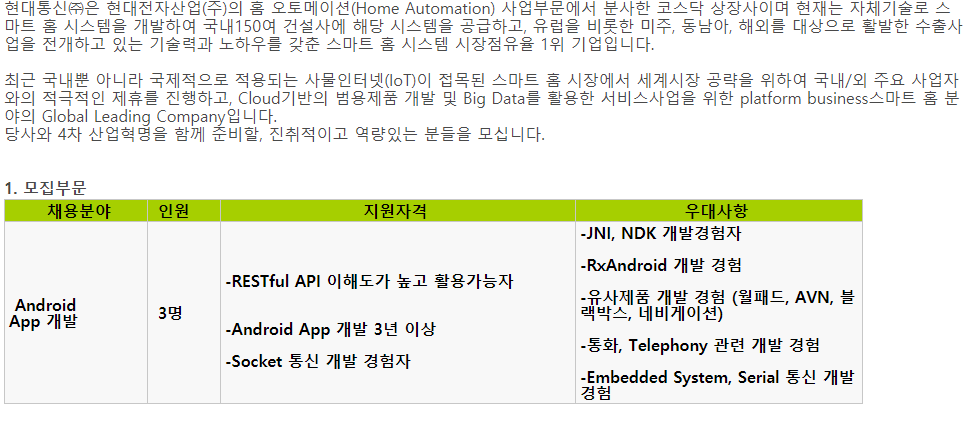 현대통신㈜은 현대전자산업(주)의 홈 오토메이션(Home Automation) 사업부문에서 분사한 코스닥 상장사이며 현재는 자체기술로 스
마트 홈 시스템을 개발하여 국내150여 건설사에 해당 시스템을 공급하고, 유럽을 비롯한 미주, 동남아, 해외를 대상으로 활발한 수출사
업을 전개하고 있는 기술력과 노하우를 갖춘 스마트 홈 시스템 시장점유율 1위 기업입니다.
최근 국내뿐 아니라 국제적으로 적용되는 사물인터넷(IoT)이 접목된 스마트 홈 시장에서 세계시장 공략을 위하여 국내/외 주요 사업자
와의 적극적인 제휴를 진행하고, Cloud기반의 범용제품 개발 및 Big Data를 활용한 서비스사업을 위한 platform business스마트 홈 분
야의 Global Leading Company입니다.
당사와 4차 산업혁명을 함께 준비할, 진취적이고 역량있는 분들을 모십니다.
1. 모집부문
채용분야 인원 지원자격 우대사항
Android
App 개발
3명
-RESTful API 이해도가 높고 활용가능자
-Android App 개발 3년 이상
-Socket 통신 개발 경험자
-JNI, NDK 개발경험자
-RxAndroid 개발 경험
-유사제품 개발 경험 (월패드, AVN, 블
랙박스, 네비게이션)
-통화, Telephony 관련 개발 경험
-Embedded System, Serial 통신 개발
경험